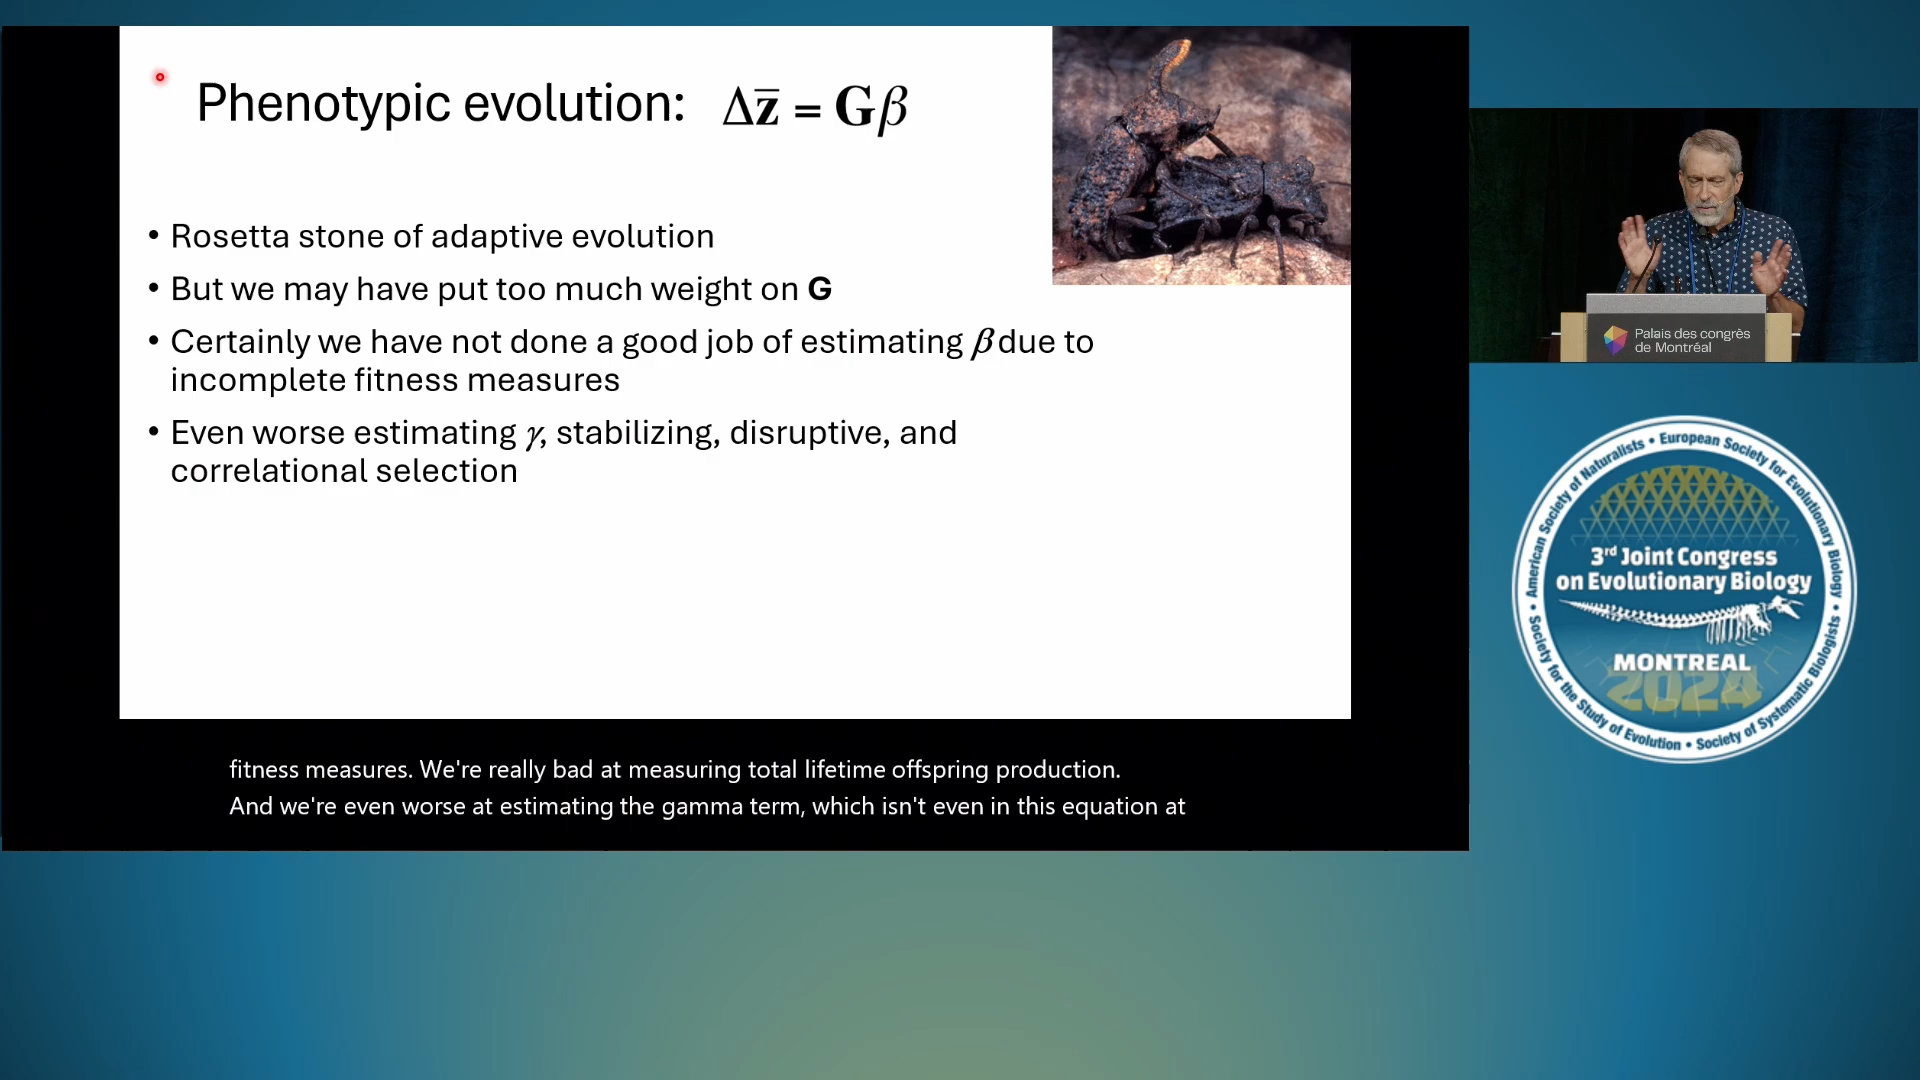 Phenotypic evolution: Δz̄ = Gβ
• Rosetta stone of adaptive evolution
• But we may have put too much weight on G
• Certainly we have not done a good job of estimating β due to
incomplete fitness measures
• Even worse estimating γ, stabilizing, disruptive, and
correlational selection
fitness measures. We're really bad at measuring total lifetime offspring production.
And we're even worse at estimating the gamma term, which isn't even in this equation at
Palais des congrès
de Montréal
American Society of Naturalists • European Society for Evolutionary Biology •
Society for the Study of Evolution • Society of Systematic Biologists •
3rd Joint Congress
on Evolutionary Biology
MONTREAL
2024